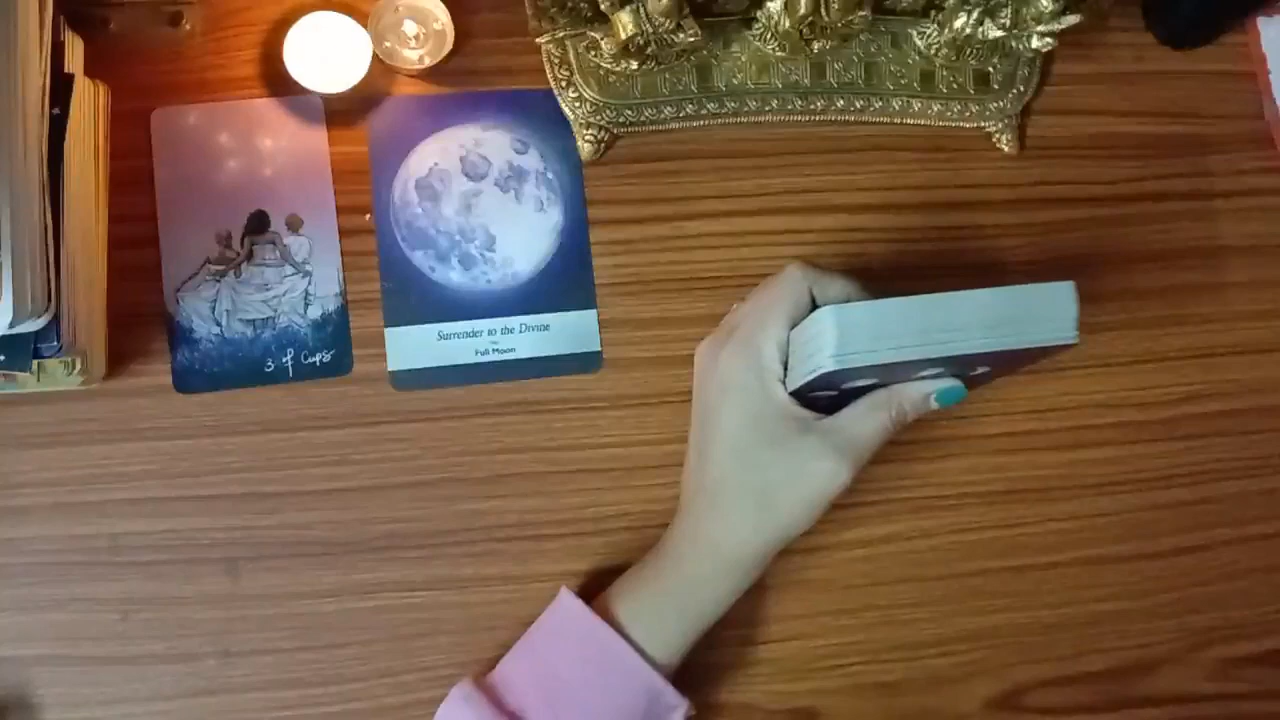 3 of Cups
Surrender to the Divine
Full Moon